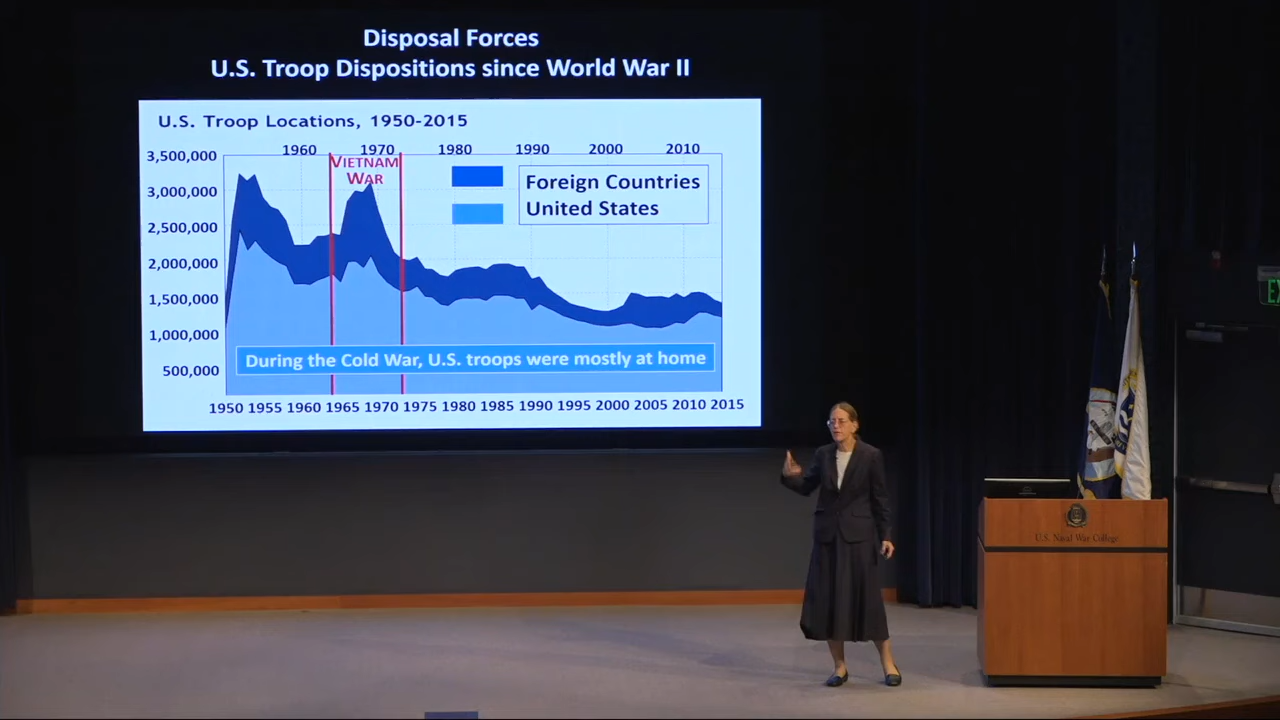 Disposal Forces
U.S. Troop Dispositions since World War II
U.S. Troop Locations, 1950-2015
1960 1970 1980 1990 2000 2010
Vietnam
War
Foreign Countries
United States
3,500,000
3,000,000
2,500,000
2,000,000
1,500,000
1,000,000
500,000
During the Cold War, U.S. troops were mostly at home
1950 1955 1960 1965 1970 1975 1980 1985 1990 1995 2000 2005 2010 2015
U.S. Naval War College